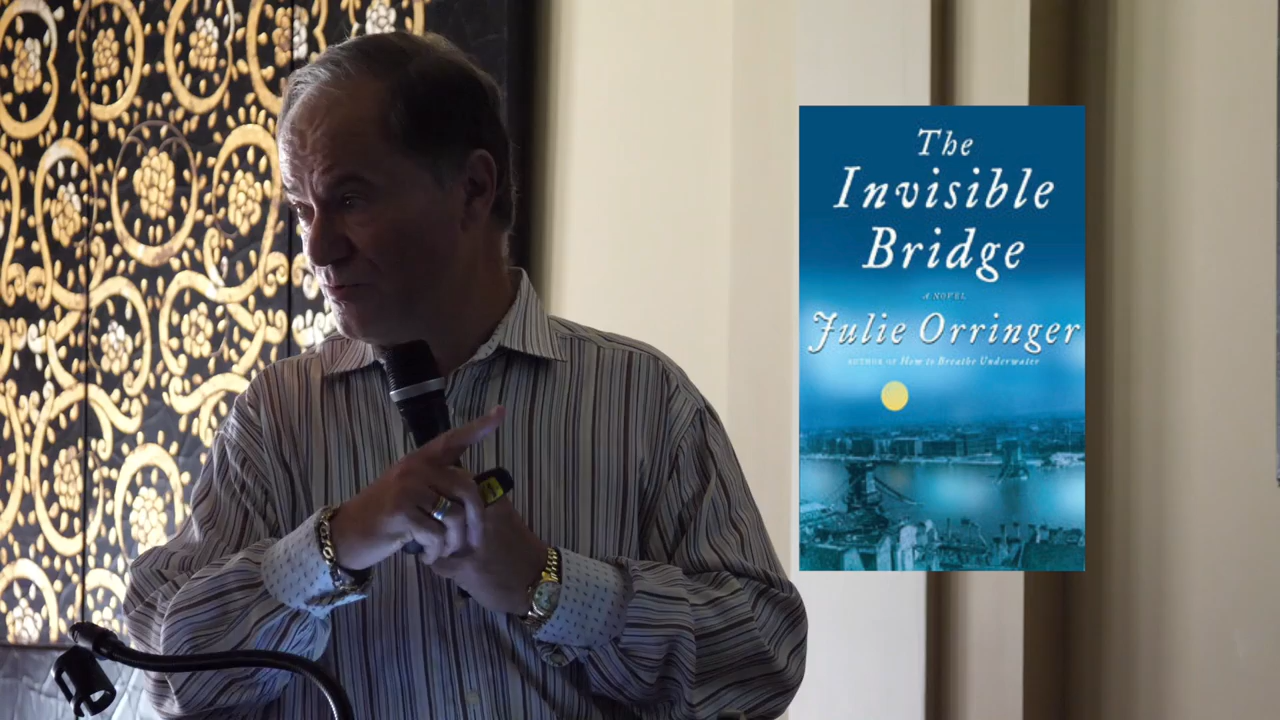 The
Invisible
Bridge
A NOVEL
Julie Orringer
AUTHOR OF How to Breathe Underwater